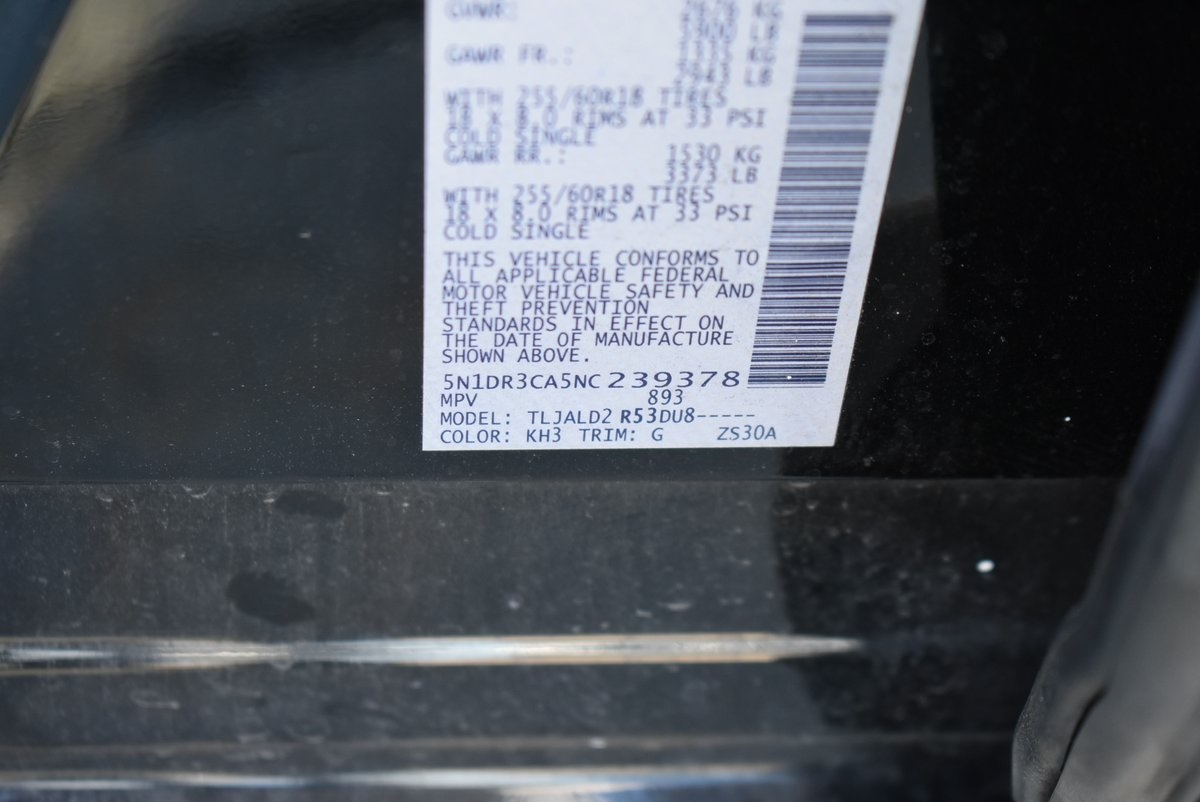 GVWR:
GAWR FR.:
LB
WITH 255/60R18 TIRES
18 X 8.0 RIMS AT 33 PSI
COLD SINGLE
GAWR RR.: 1530 KG
3373 LB
WITH 255/60R18 TIRES
18 X 8.0 RIMS AT 33 PSI
COLD SINGLE
THIS VEHICLE CONFORMS TO
ALL APPLICABLE FEDERAL
MOTOR VEHICLE SAFETY AND
THEFT PREVENTION
STANDARDS IN EFFECT ON
THE DATE OF MANUFACTURE
SHOWN ABOVE.
5N1DR3CA5NC239378
MPV 893
MODEL: TLJALD2 R53DU8-----
COLOR: KH3 TRIM: G ZS30A